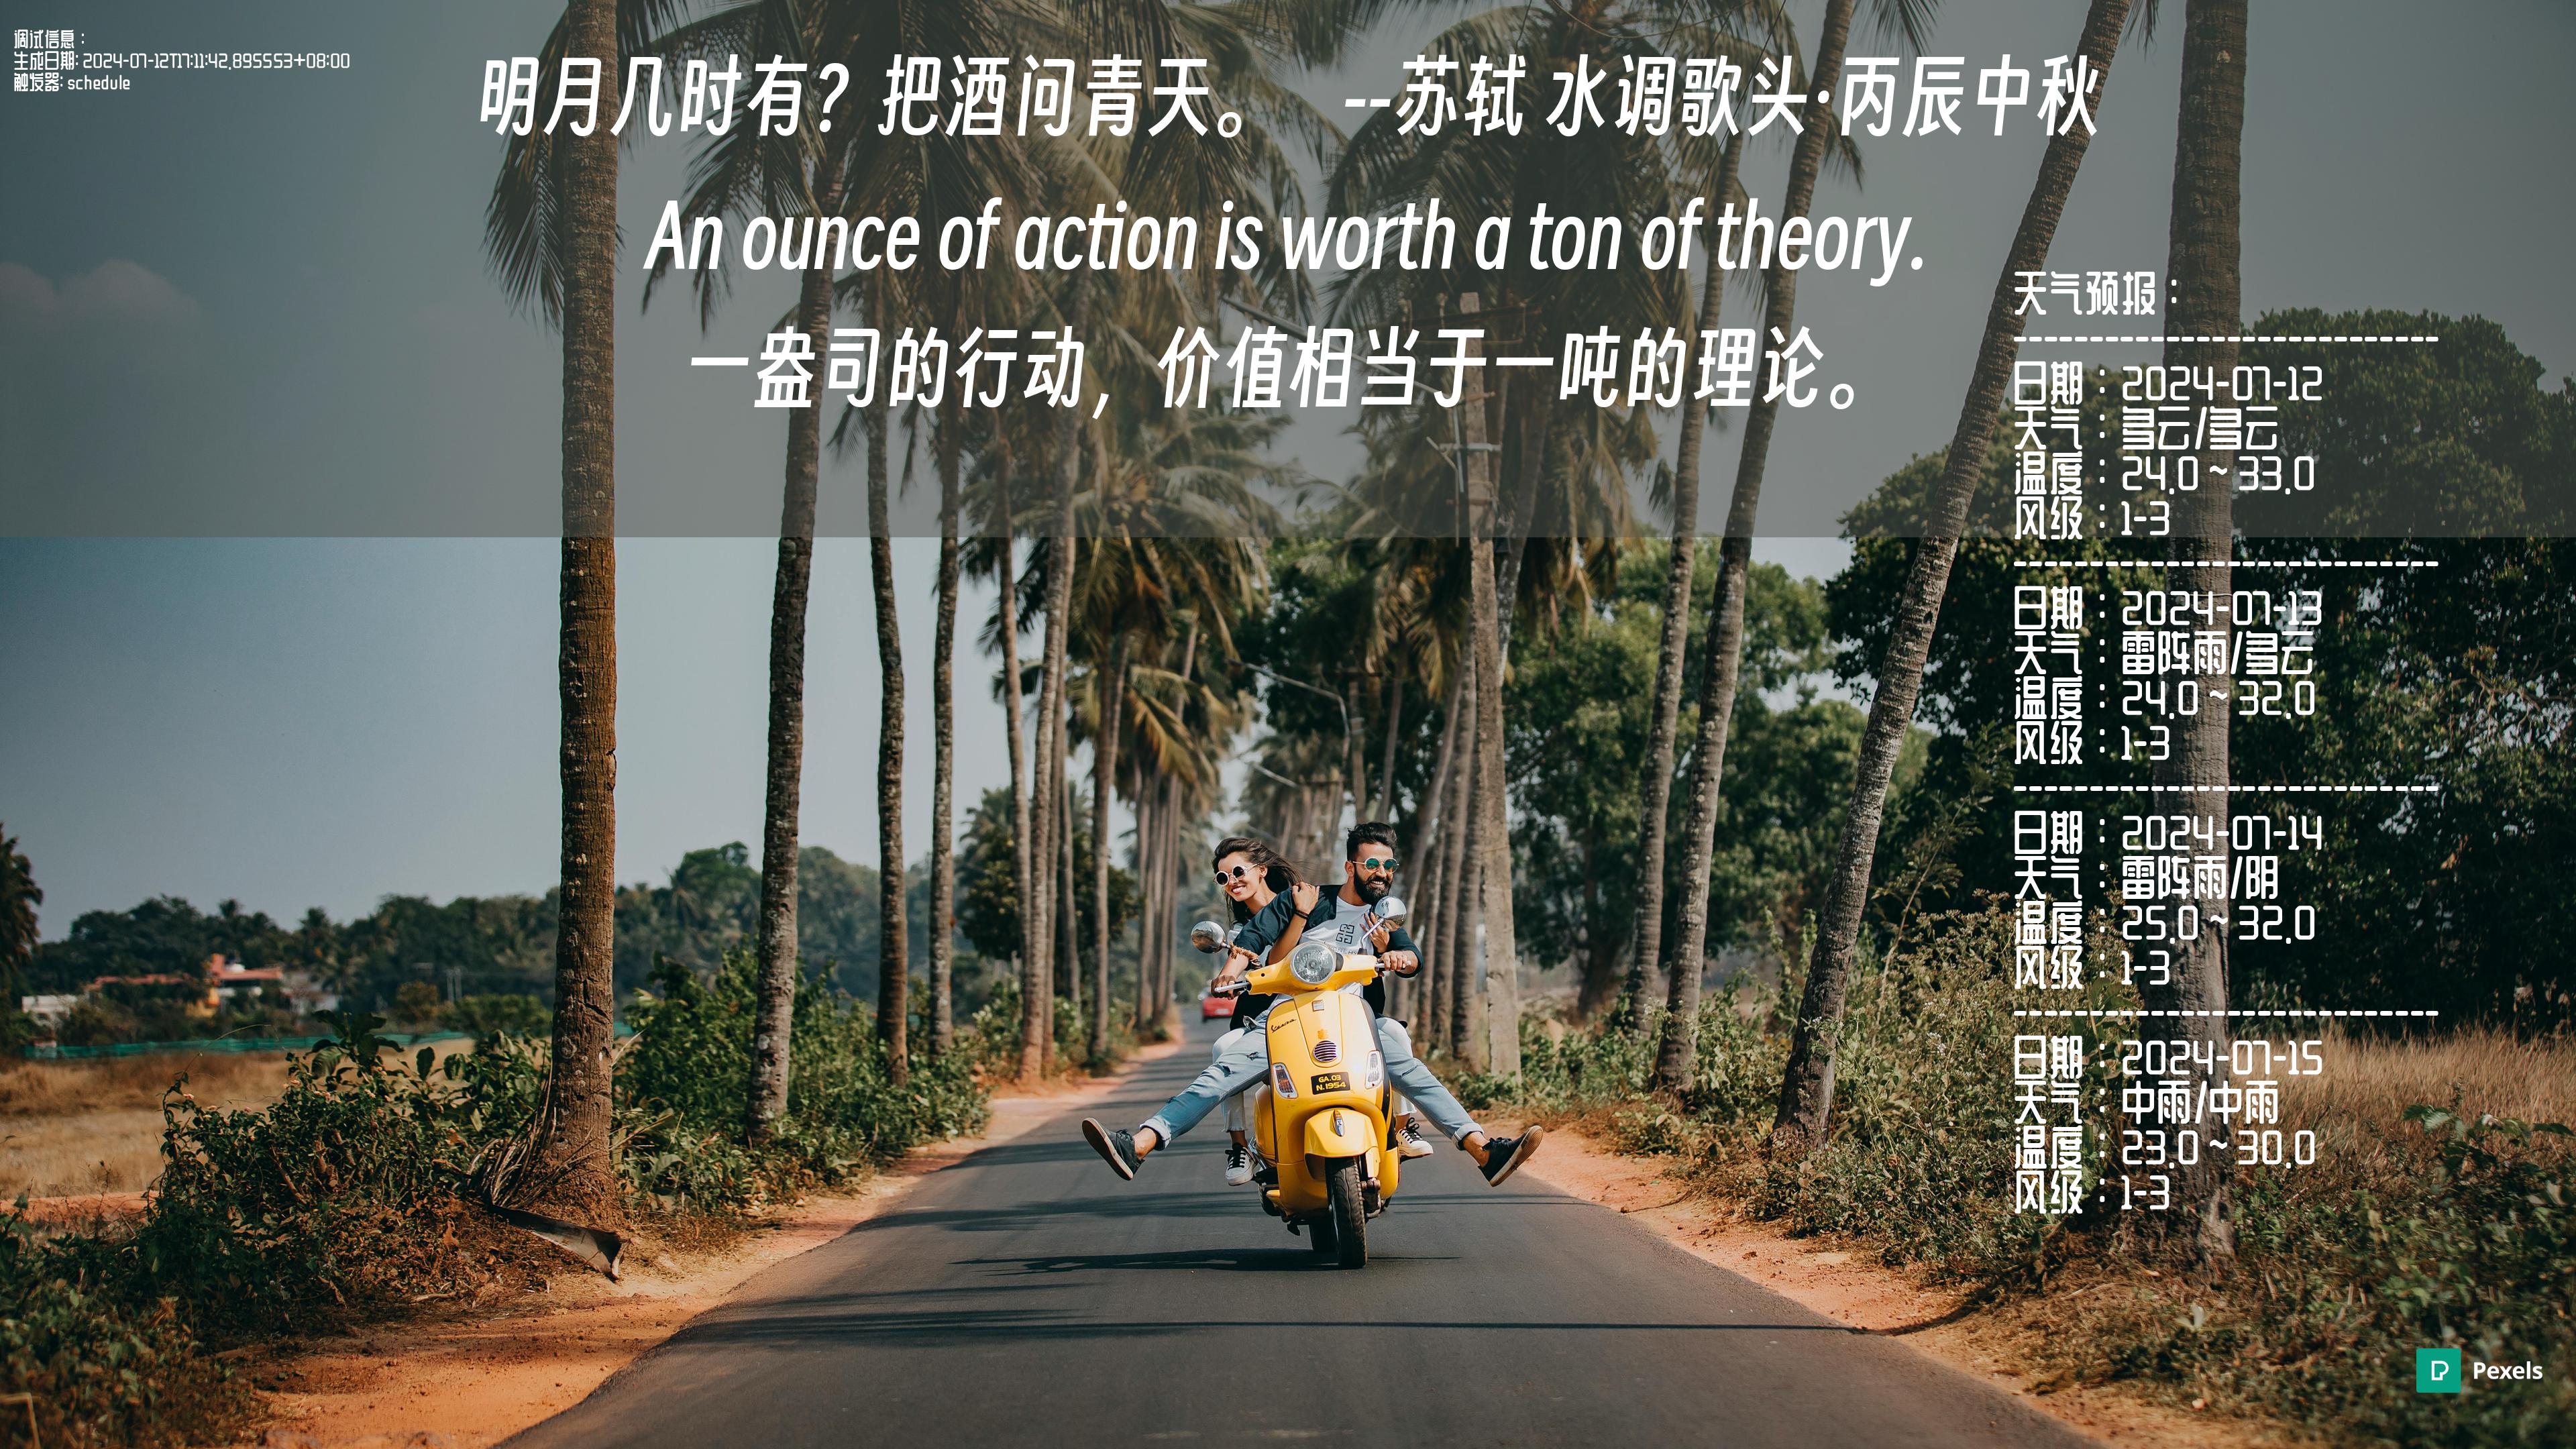 调试信息：
生成日期: 2024-07-12T17:11:42.895553+08:00
触发器: schedule
明月几时有？把酒问青天。 --苏轼 水调歌头·丙辰中秋
An ounce of action is worth a ton of theory.
一盎司的行动，价值相当于一吨的理论。
天气预报：
------------------------------
日期：2024-07-12
天气：多云/多云
温度：24.0 ~ 33.0
风级：1-3
------------------------------
日期：2024-07-13
天气：雷阵雨/多云
温度：24.0 ~ 32.0
风级：1-3
------------------------------
日期：2024-07-14
天气：雷阵雨/阴
温度：25.0 ~ 32.0
风级：1-3
------------------------------
日期：2024-07-15
天气：中雨/中雨
温度：23.0 ~ 30.0
风级：1-3
Vespa
GA.03
N.1954
Pexels